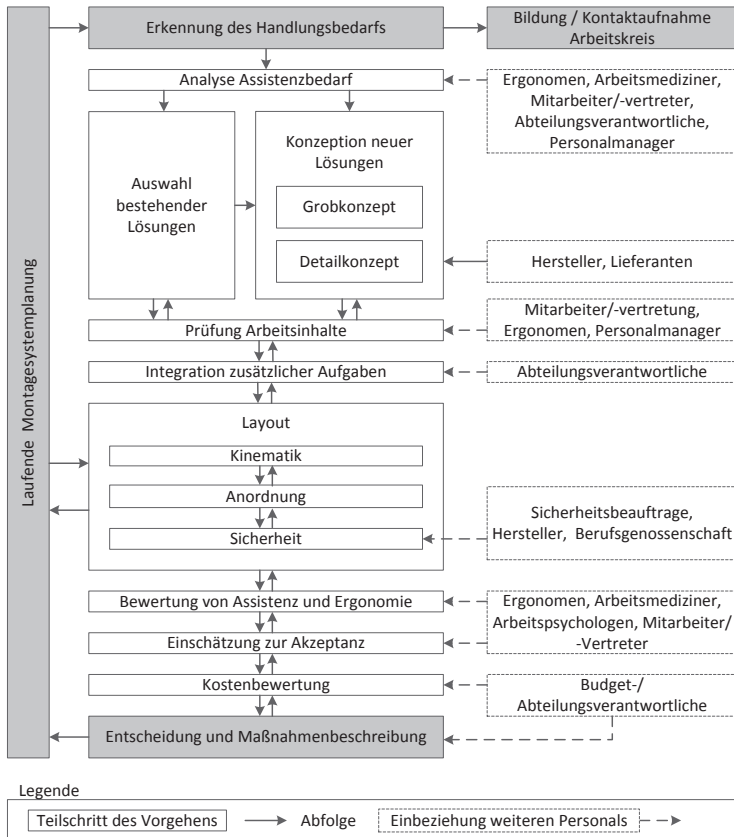 Laufende Montagesystemplanung
Erkennung des Handlungsbedarfs
Bildung / Kontaktaufnahme
Arbeitskreis
Analyse Assistenzbedarf
Ergonomen, Arbeitsmediziner,
Mitarbeiter/-vertreter,
Abteilungsverantwortliche,
Personalmanager
Auswahl
bestehender
Lösungen
Konzeption neuer
Lösungen
Grobkonzept
Detailkonzept
Hersteller, Lieferanten
Prüfung Arbeitsinhalte
Mitarbeiter/-vertretung,
Ergonomen, Personalmanager
Integration zusätzlicher Aufgaben
Abteilungsverantwortliche
Layout
Kinematik
Anordnung
Sicherheit
Sicherheitsbeauftrage,
Hersteller, Berufsgenossenschaft
Bewertung von Assistenz und Ergonomie
Ergonomen, Arbeitsmediziner,
Arbeitspsychologen, Mitarbeiter/
-Vertreter
Einschätzung zur Akzeptanz
Kostenbewertung
Budget-/
Abteilungsverantwortliche
Entscheidung und Maßnahmenbeschreibung
Legende
Teilschritt des Vorgehens
Abfolge
Einbeziehung weiteren Personals